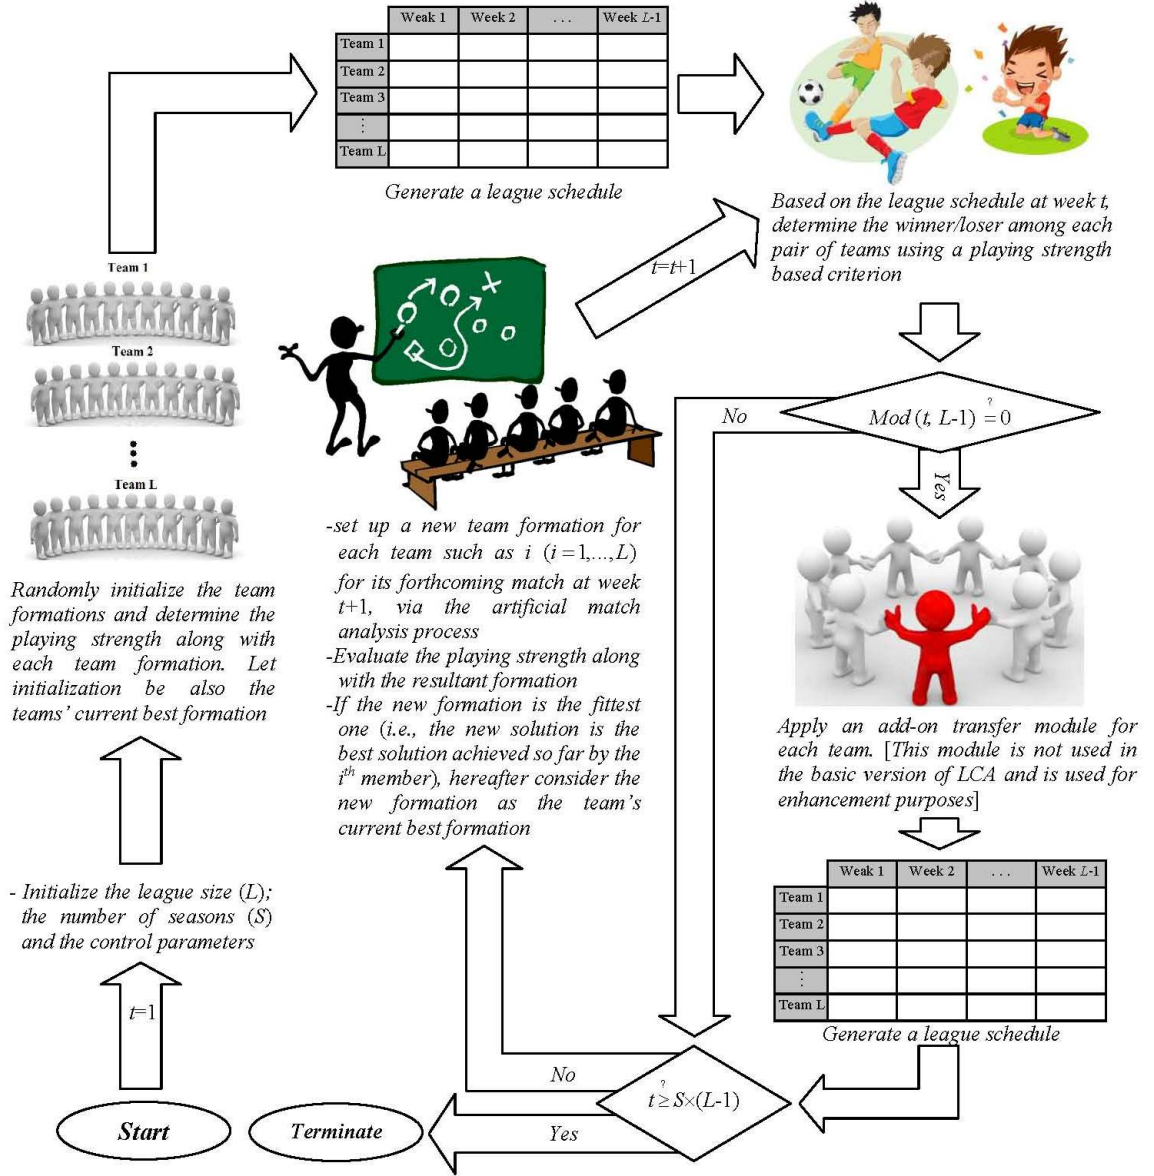 Start
t=1
- Initialize the league size (L);
the number of seasons (S)
and the control parameters
Team 1
Team 2
Team L
Randomly initialize the team
formations and determine the
playing strength along with
each team formation. Let
initialization be also the
teams' current best formation
Weak 1 Week 2 . . . Week L-1
Team 1
Team 2
Team 3
⋮
Team L
Generate a league schedule
Based on the league schedule at week t,
determine the winner/loser among each
pair of teams using a playing strength
based criterion
t=t+1
Mod (t, L-1) ?= 0
No
Yes
Apply an add-on transfer module for
each team. [This module is not used in
the basic version of LCA and is used for
enhancement purposes]
Weak 1 Week 2 . . . Week L-1
Team 1
Team 2
Team 3
⋮
Team L
Generate a league schedule
t ?≥ S×(L-1)
No
Yes
-set up a new team formation for
each team such as i (i=1,...,L)
for its forthcoming match at week
t+1, via the artificial match
analysis process
-Evaluate the playing strength along
with the resultant formation
-If the new formation is the fittest
one (i.e., the new solution is the
best solution achieved so far by the
ith member), hereafter consider the
new formation as the team's
current best formation
Terminate